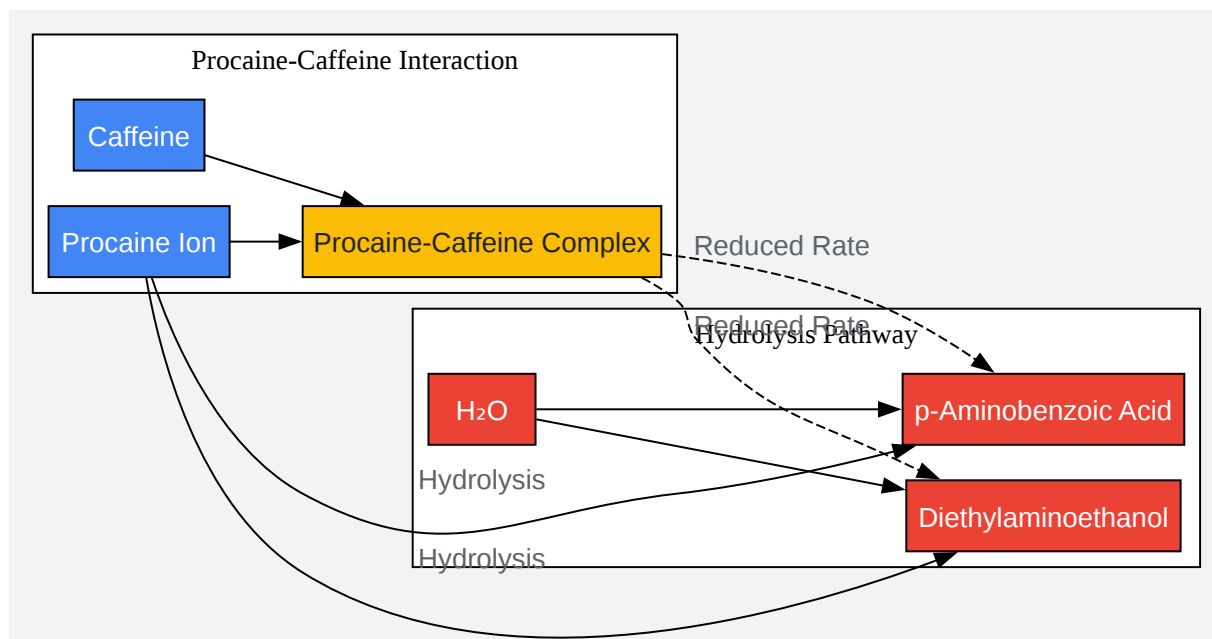 Procaine-Caffeine Interaction
Caffeine
Procaine Ion
Procaine-Caffeine Complex
Reduced Rate
Reduced Rate
Hydrolysis Pathway
H₂O
p-Aminobenzoic Acid
Hydrolysis
Diethylaminoethanol
Hydrolysis